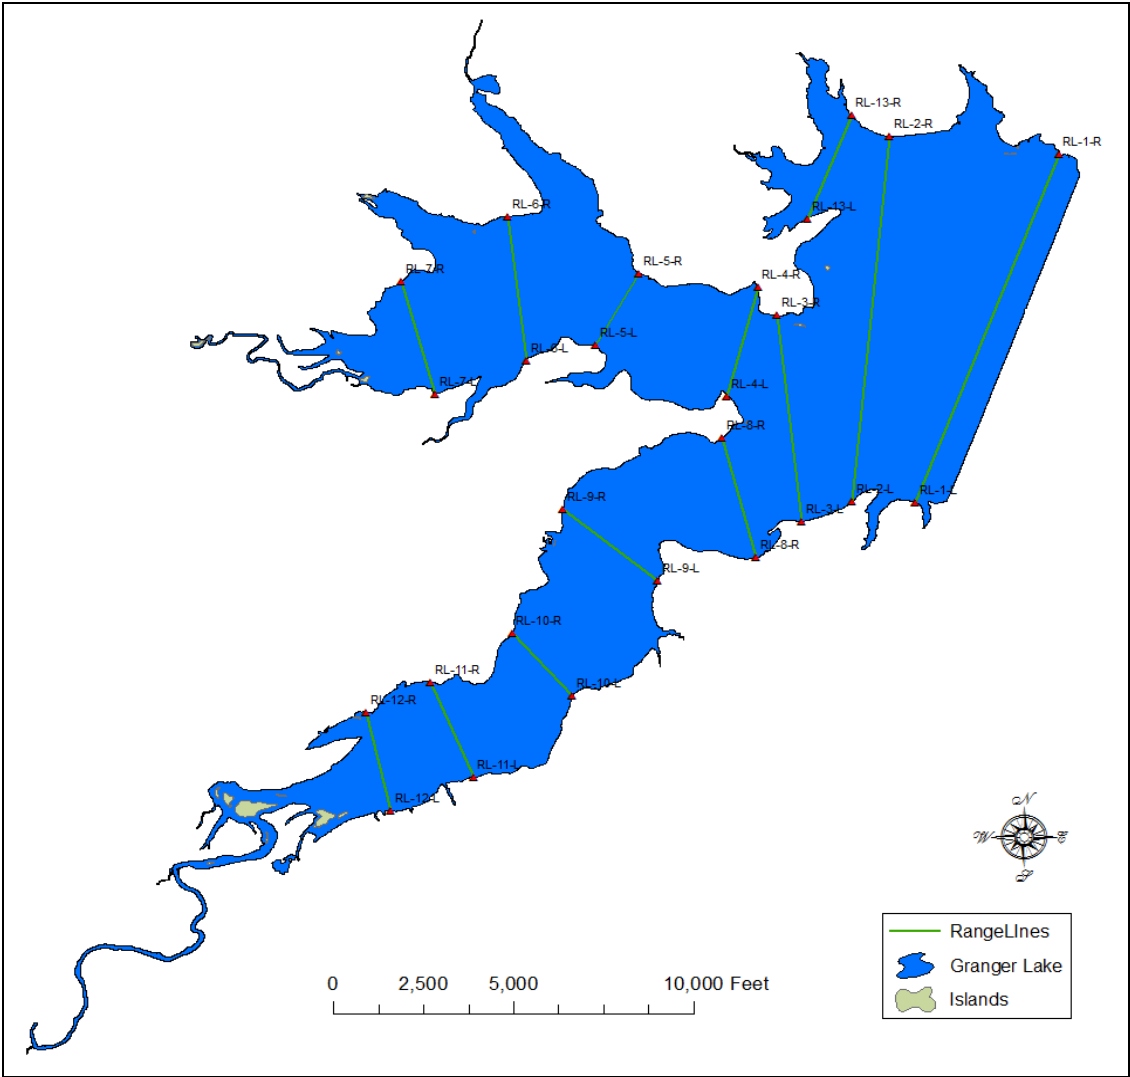 RL-13-R
RL-2-R
RL-1-R
RL-6-R
RL-13-L
RL-5-R
RL-7-R
RL-4-R
RL-3-R
RL-5-L
RL-6-L
RL-7-L
RL-4-L
RL-8-R
RL-9-R
RL-2-L
RL-1-L
RL-3-L
RL-8-R
RL-9-L
RL-10-R
RL-11-R
RL-10-L
RL-12-R
RL-11-L
RL-12-L
N
W E
S
RangeLInes
Granger Lake
Islands
0 2,500 5,000 10,000 Feet